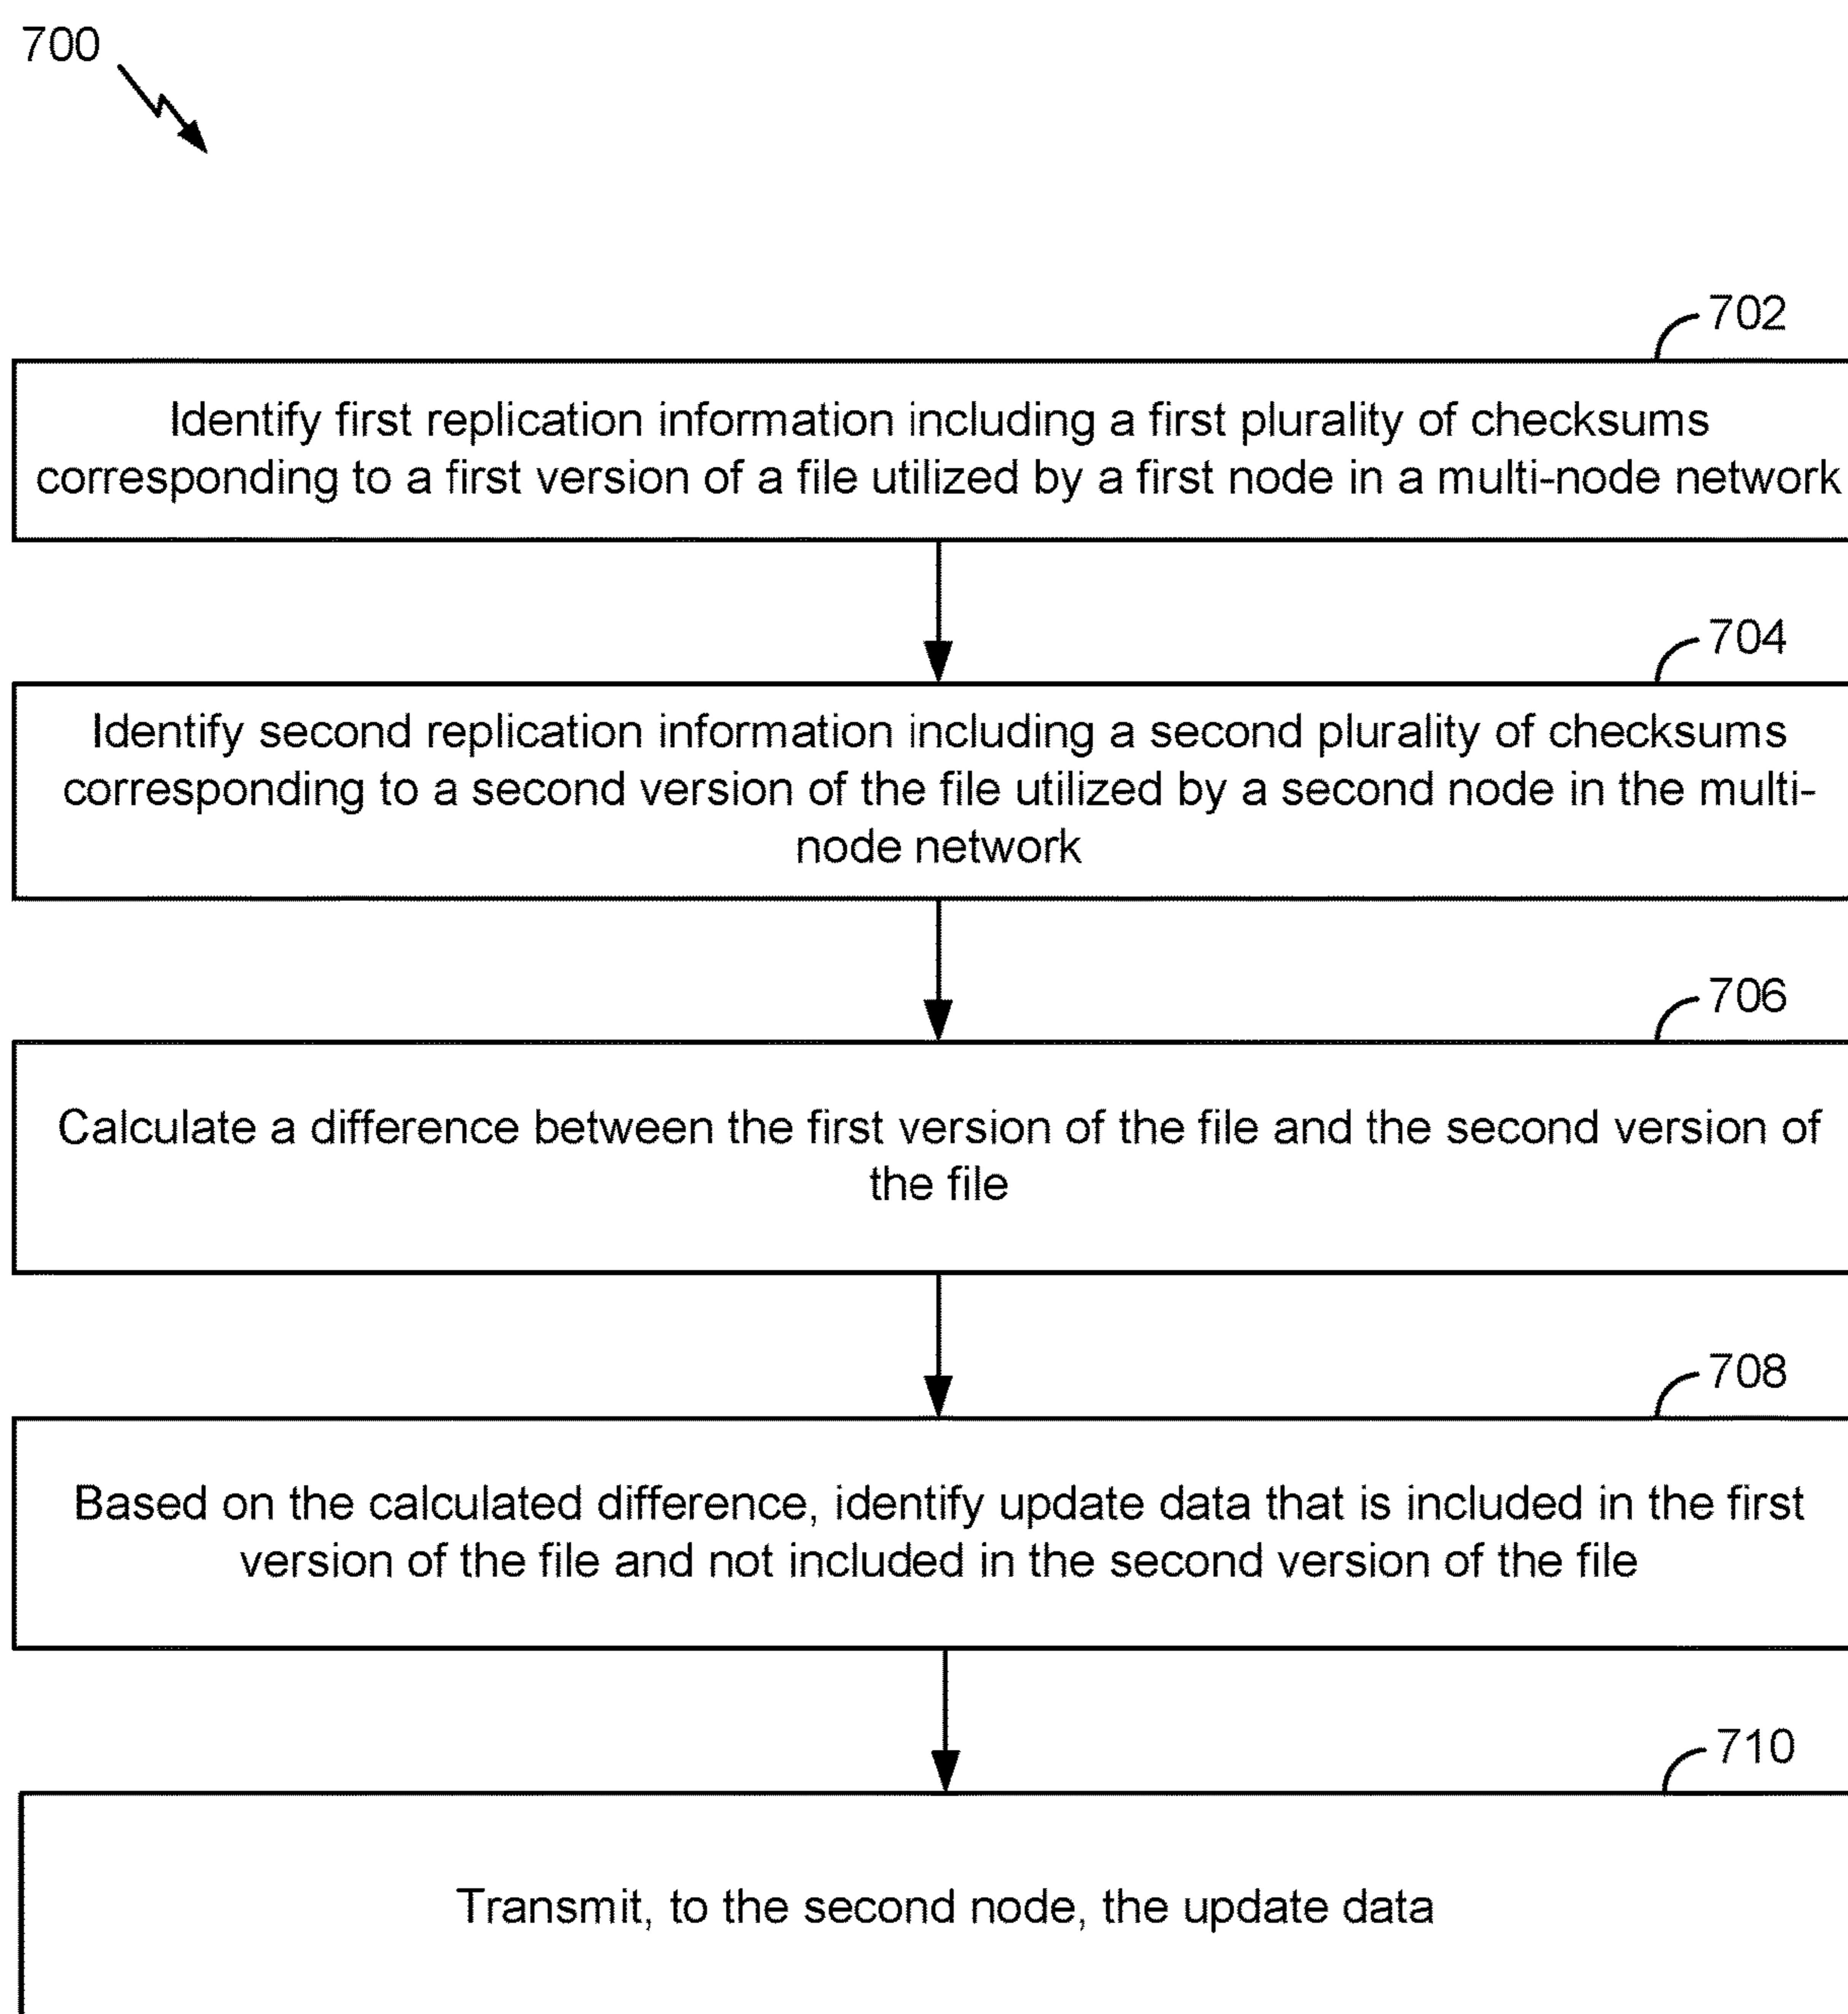 700
702
Identify first replication information including a first plurality of checksums
corresponding to a first version of a file utilized by a first node in a multi-node network
704
Identify second replication information including a second plurality of checksums
corresponding to a second version of the file utilized by a second node in the multi-
node network
706
Calculate a difference between the first version of the file and the second version of
the file
708
Based on the calculated difference, identify update data that is included in the first
version of the file and not included in the second version of the file
710
Transmit, to the second node, the update data